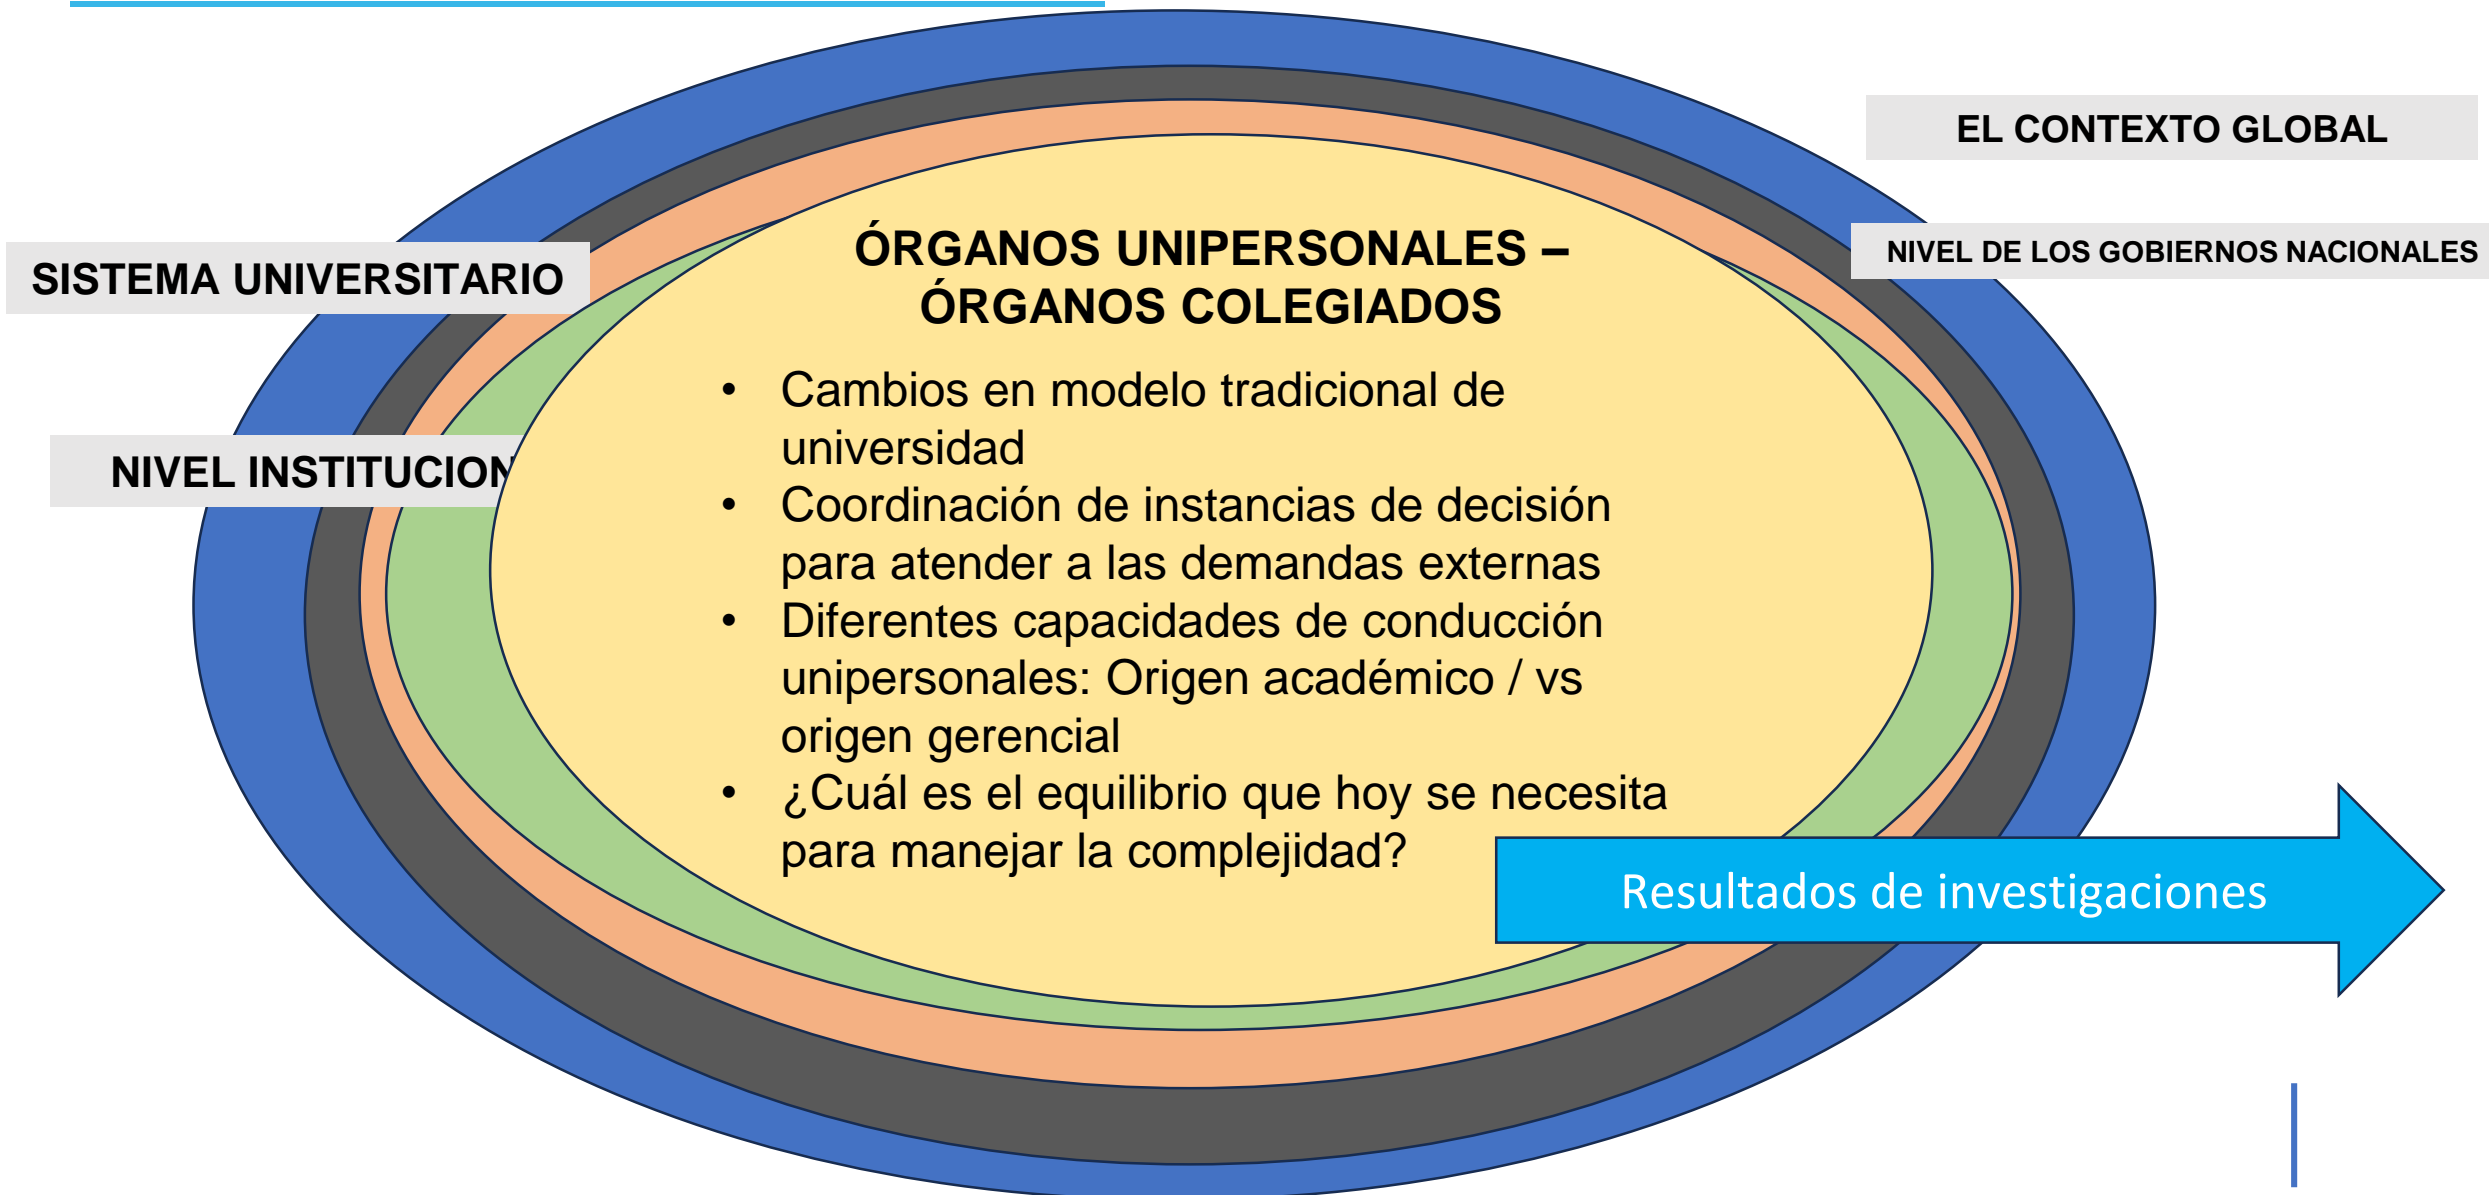 EL CONTEXTO GLOBAL
NIVEL DE LOS GOBIERNOS NACIONALES
SISTEMA UNIVERSITARIO
NIVEL INSTITUCION
ÓRGANOS UNIPERSONALES –
ÓRGANOS COLEGIADOS
• Cambios en modelo tradicional de
universidad
• Coordinación de instancias de decisión
para atender a las demandas externas
• Diferentes capacidades de conducción
unipersonales: Origen académico / vs
origen gerencial
• ¿Cuál es el equilibrio que hoy se necesita
para manejar la complejidad?
Resultados de investigaciones